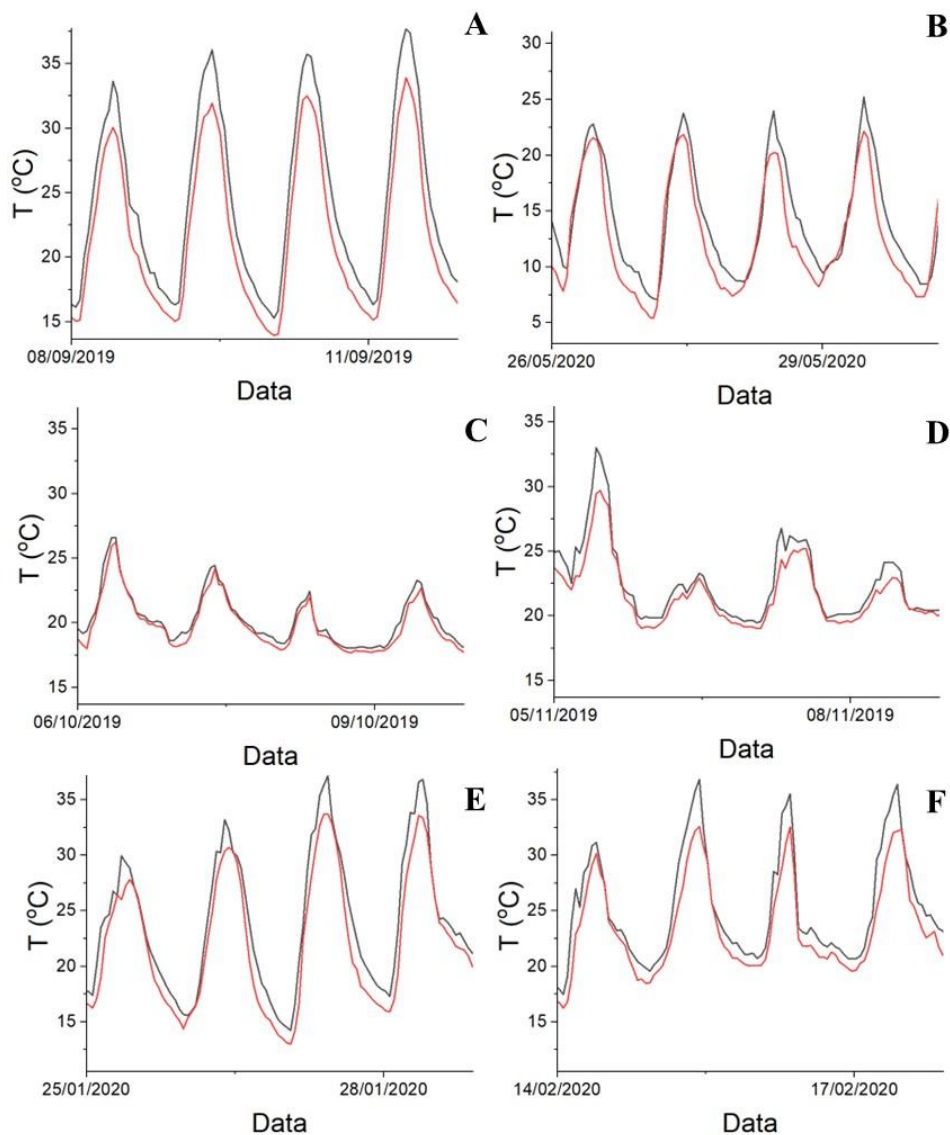 A
T (ºC)
35
30
25
20
15
08/09/2019
11/09/2019
Data
B
T (ºC)
30
25
20
15
10
5
26/05/2020
29/05/2020
Data
C
T (ºC)
35
30
25
20
15
06/10/2019
09/10/2019
Data
D
T (ºC)
35
30
25
20
15
05/11/2019
08/11/2019
Data
E
T (ºC)
35
30
25
20
15
25/01/2020
28/01/2020
Data
F
T (ºC)
35
30
25
20
15
14/02/2020
17/02/2020
Data